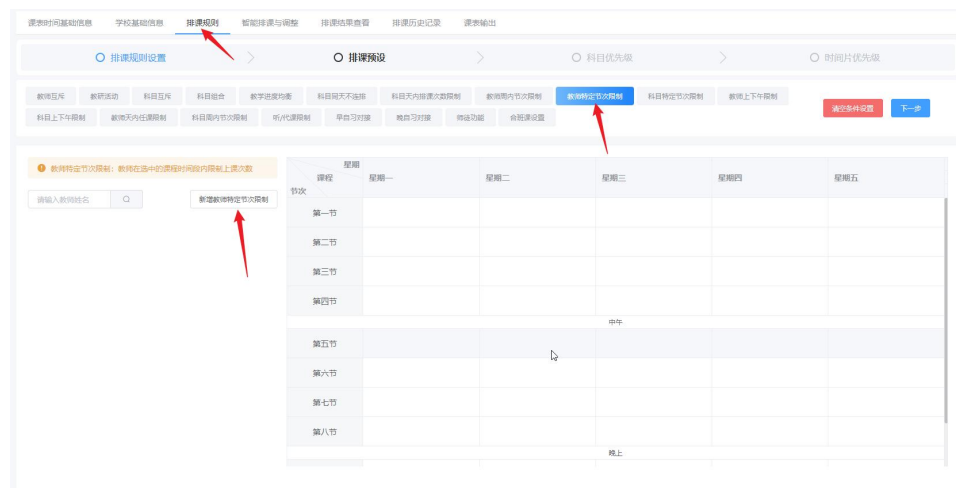 课表时间基础信息 学校基础信息 排课规则 智能排课与调整 排课结果查看 排课历史记录 课表输出
排课规则设置 排课预设 科目优先级 时间片优先级
教师互斥 教研活动 科目互斥 科目组合 教学进度均衡 科目间天不连排 科目天内排课次数限制 教师周内节次限制 教师特定节次限制 科目特定节次限制 教师上下午限制
科目上下午限制 教师天内任课限制 科目周内节次限制 听/代课限制 早自习对接 晚自习对接 师徒功能 合班课设置
清空条件设置 下一步
教师特定节次限制：教师在选中的课程时间段内限制上课次数
请输入教师姓名 新增教师特定节次限制
星期
课程 星期一 星期二 星期三 星期四 星期五
节次
第一节
第二节
第三节
第四节
中午
第五节
第六节
第七节
第八节
晚上